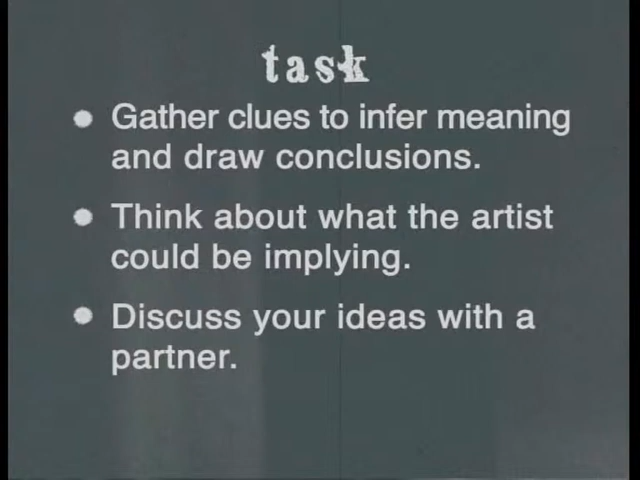 task
Gather clues to infer meaning
and draw conclusions.
Think about what the artist
could be implying.
Discuss your ideas with a
partner.